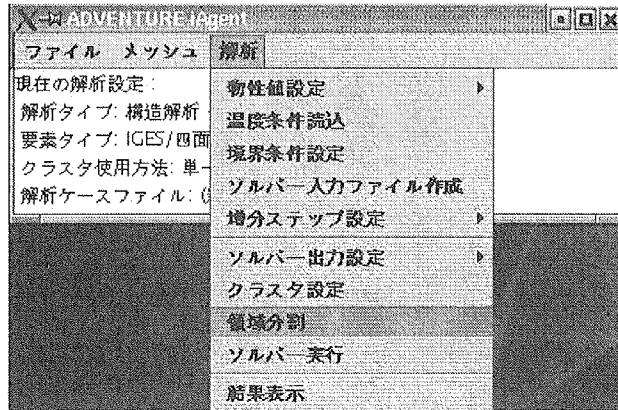 ADVENTURE iAgent
ファイル メッシュ 解析
現在の解析設定 :
解析タイプ: 構造解析
要素タイプ: IGES/四面
クラスタ使用方法: 単一
解析ケースファイル: (
物性値設定
温度条件読込
境界条件設定
ソルバー入力ファイル作成
増分ステップ設定
ソルバー出力設定
クラスタ設定
領域分割
ソルバー実行
結果表示